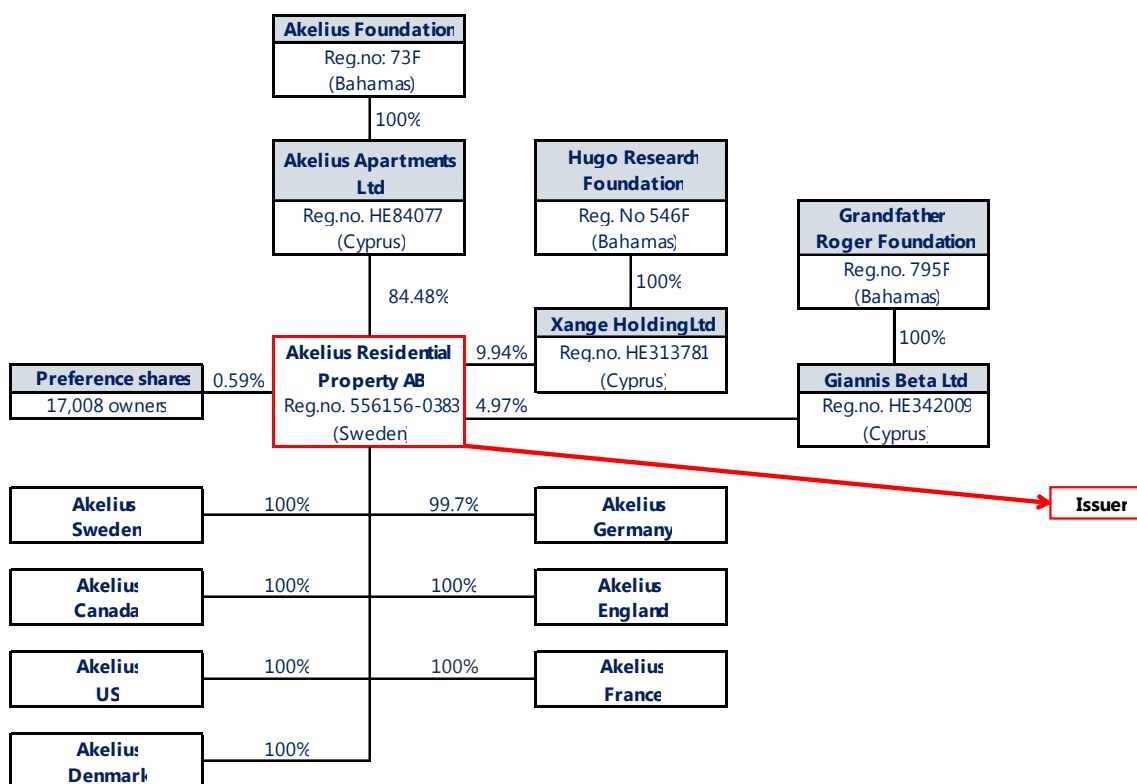 Akelius Foundation
Reg.no: 73F
(Bahamas)
100%
Akelius Apartments
Ltd
Reg.no. HE84077
(Cyprus)
Hugo Research
Foundation
Reg. No 546F
(Bahamas)
Grandfather
Roger Foundation
Reg.no. 795F
(Bahamas)
84.48%
100%
100%
Xange Holding Ltd
Reg.no. HE313781
(Cyprus)
Akelius Residential
Property AB
Reg.no. 556156-0383
(Sweden)
9.94%
4.97%
Preference shares
17,008 owners
0.59%
Giannis Beta Ltd
Reg.no. HE342009
(Cyprus)
Issuer
Akelius
Sweden
100%
99.7%
Akelius
Germany
Akelius
Canada
100%
100%
Akelius
England
Akelius
US
100%
100%
Akelius
France
Akelius
Denmark
100%